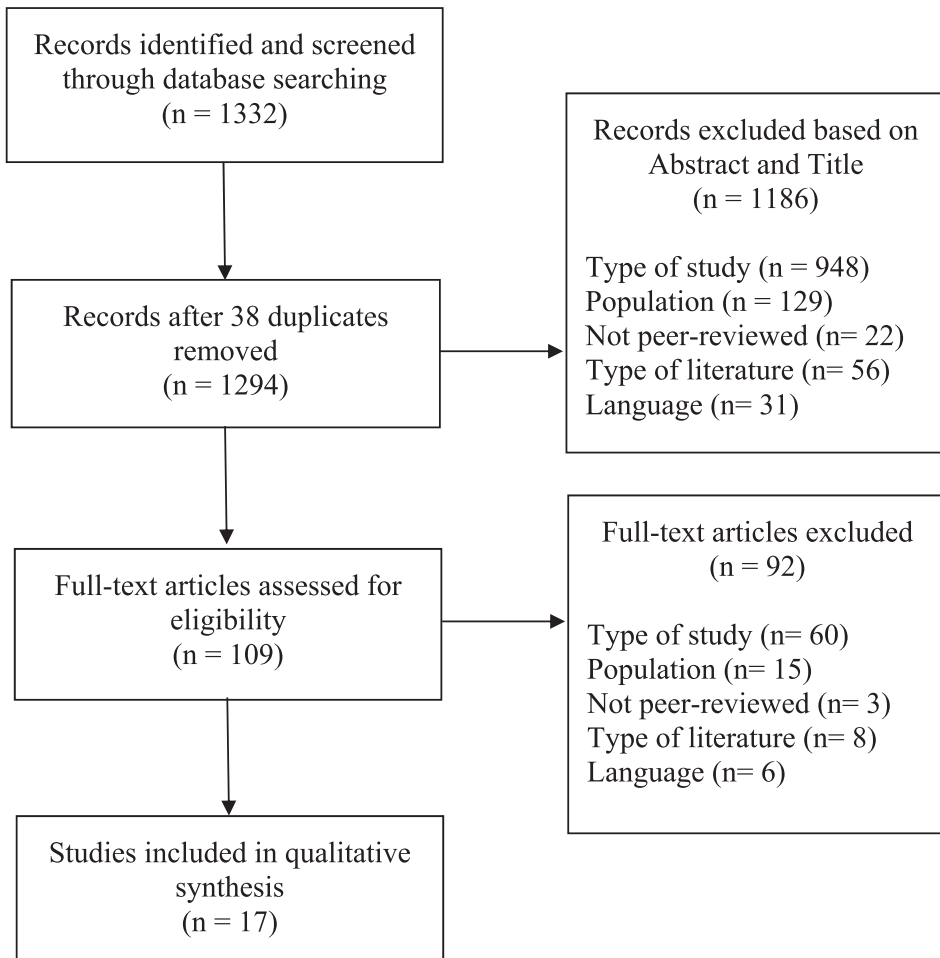 Records identified and screened
through database searching
(n = 1332)
Records excluded based on
Abstract and Title
(n = 1186)
Type of study (n = 948)
Population (n = 129)
Not peer-reviewed (n= 22)
Type of literature (n= 56)
Language (n= 31)
Records after 38 duplicates
removed
(n = 1294)
Full-text articles assessed for
eligibility
(n = 109)
Full-text articles excluded
(n = 92)
Type of study (n= 60)
Population (n= 15)
Not peer-reviewed (n= 3)
Type of literature (n= 8)
Language (n= 6)
Studies included in qualitative
synthesis
(n = 17)